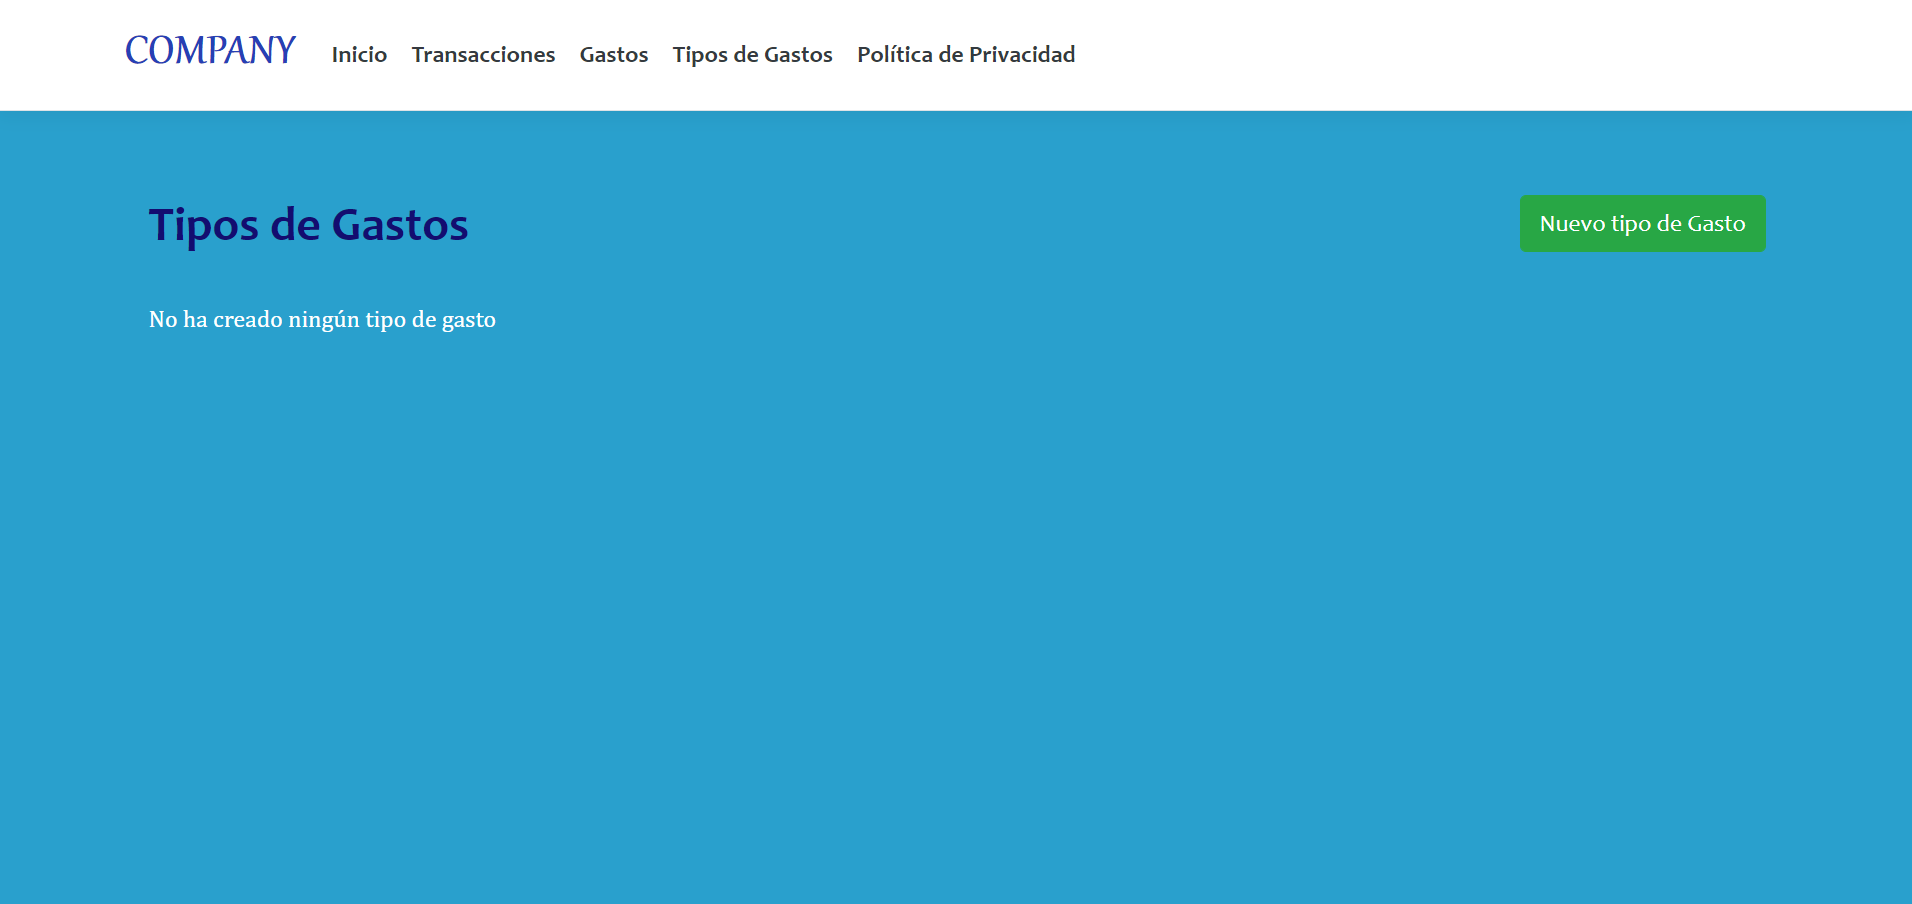 COMPANY Inicio Transacciones Gastos Tipos de Gastos Política de Privacidad
Tipos de Gastos
Nuevo tipo de Gasto
No ha creado ningún tipo de gasto